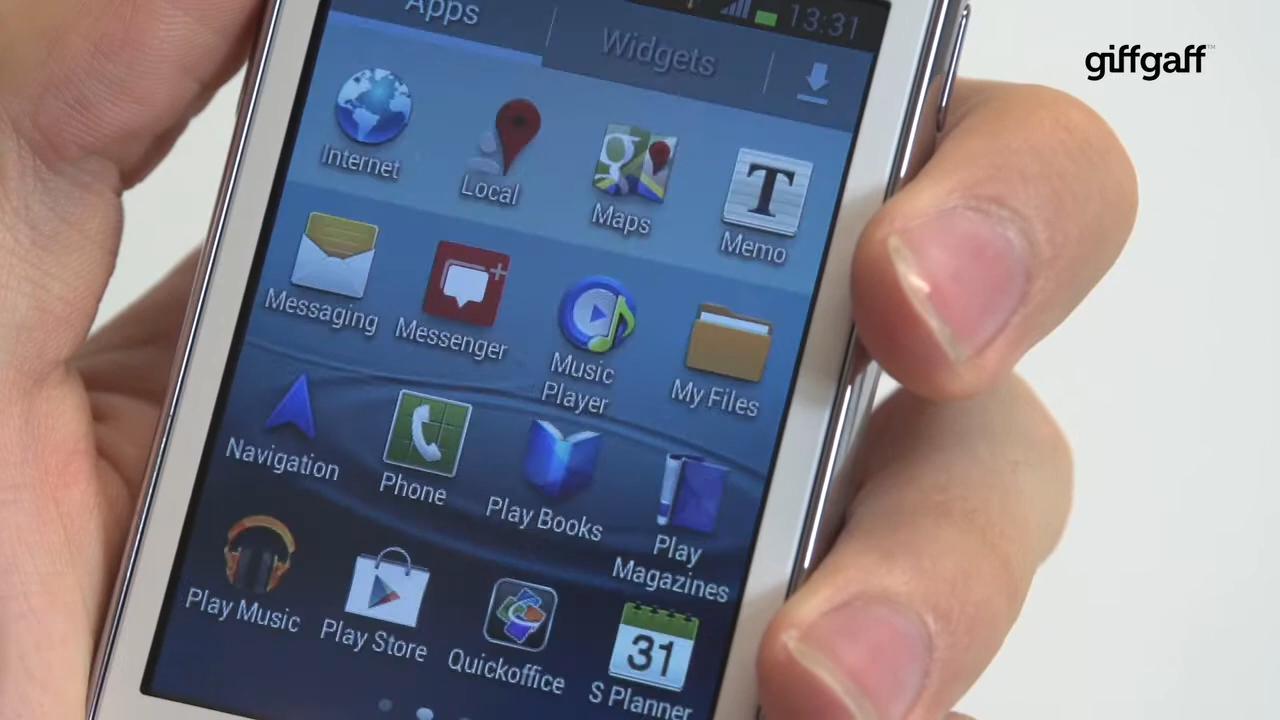 Apps
Widgets
13:31
giffgaff™
Internet
Local
Maps
T
Memo
Messaging
Messenger
Music
Player
My Files
Navigation
Phone
Play Books
Play
Magazines
Play Music
Play Store
Quickoffice
31
S Planner